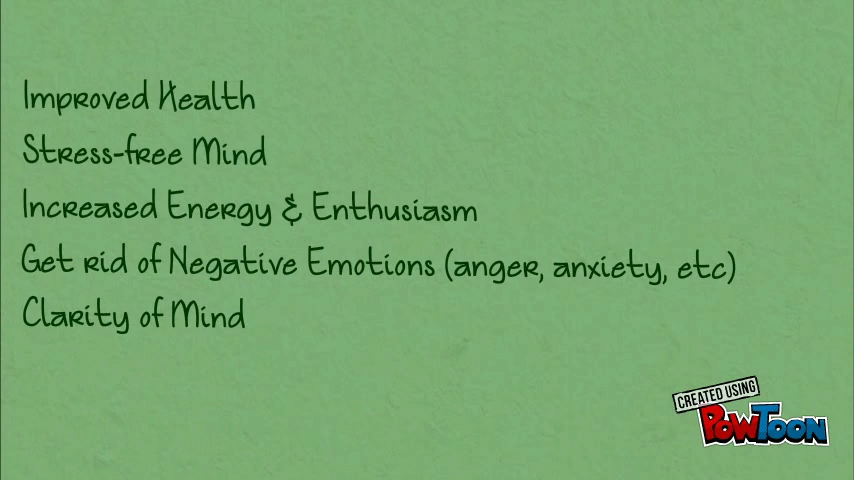 Improved Health
Stress-free Mind
Increased Energy & Enthusiasm
Get rid of Negative Emotions (anger, anxiety, etc)
Clarity of Mind
CREATED USING
POWTOON